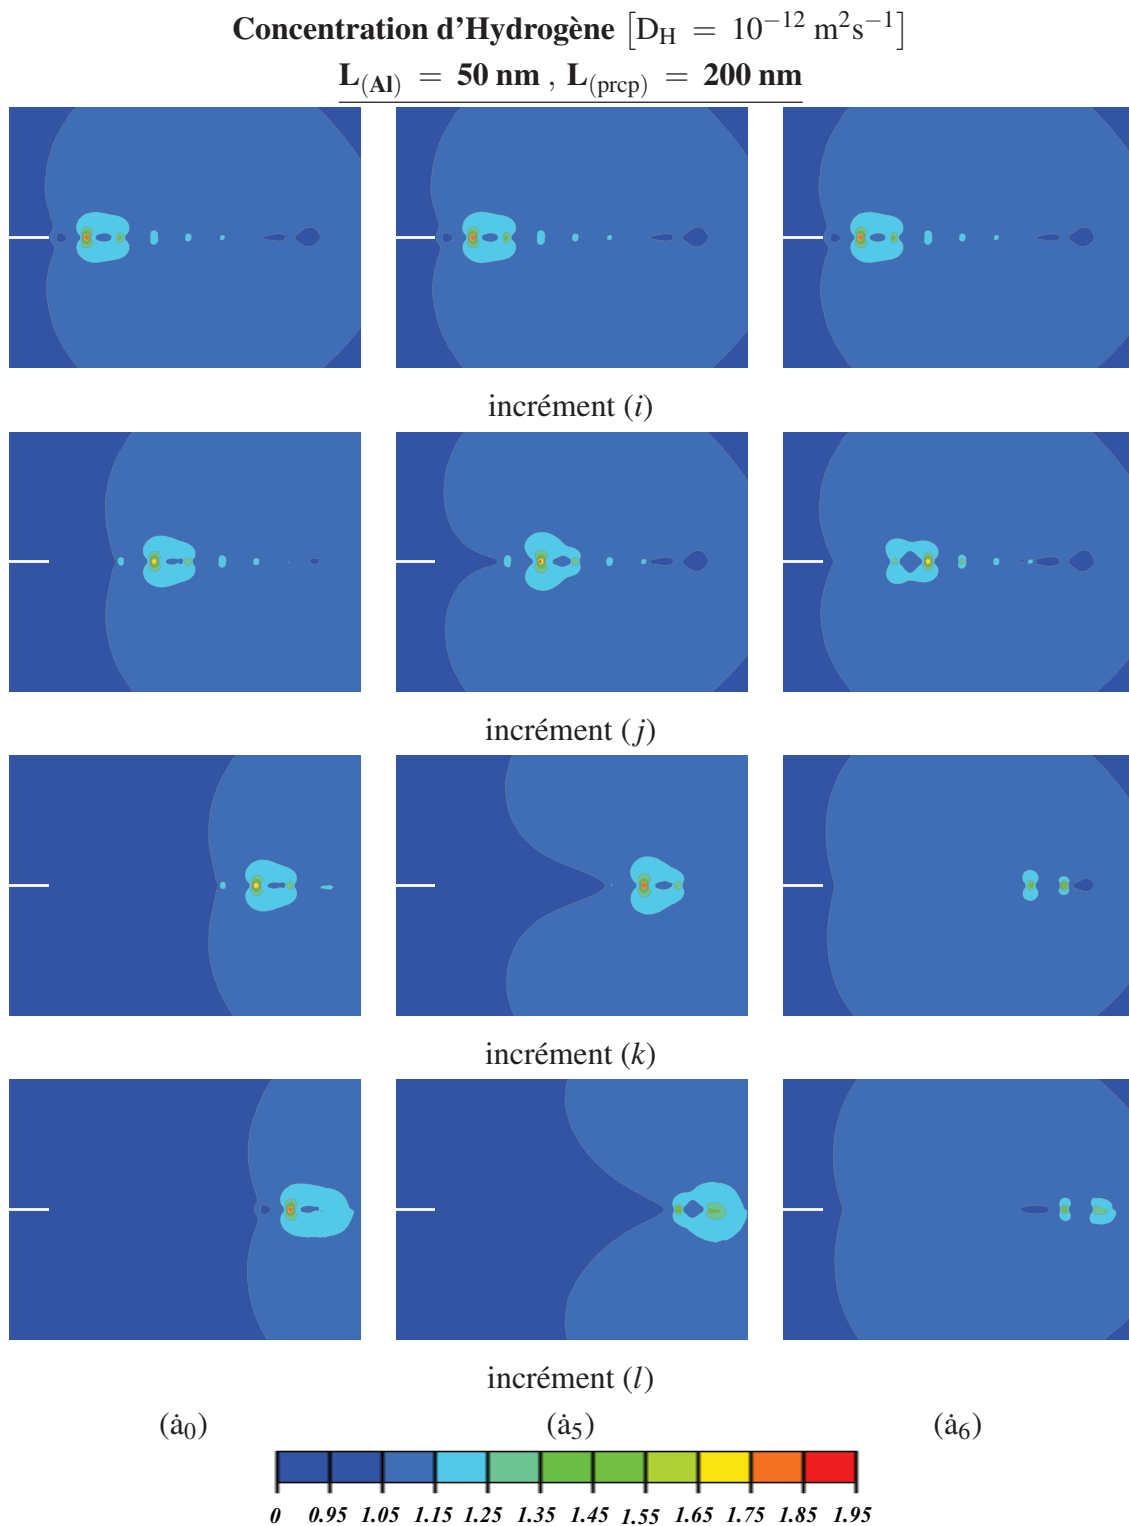 Concentration d'Hydrogène [D_H = 10⁻¹² m²s⁻¹]
L_(Al) = 50 nm , L_(prcp) = 200 nm
incrément (i)
incrément (j)
incrément (k)
incrément (l)
(ȧ₀) (ȧ₅) (ȧ₆)
0 0.95 1.05 1.15 1.25 1.35 1.45 1.55 1.65 1.75 1.85 1.95